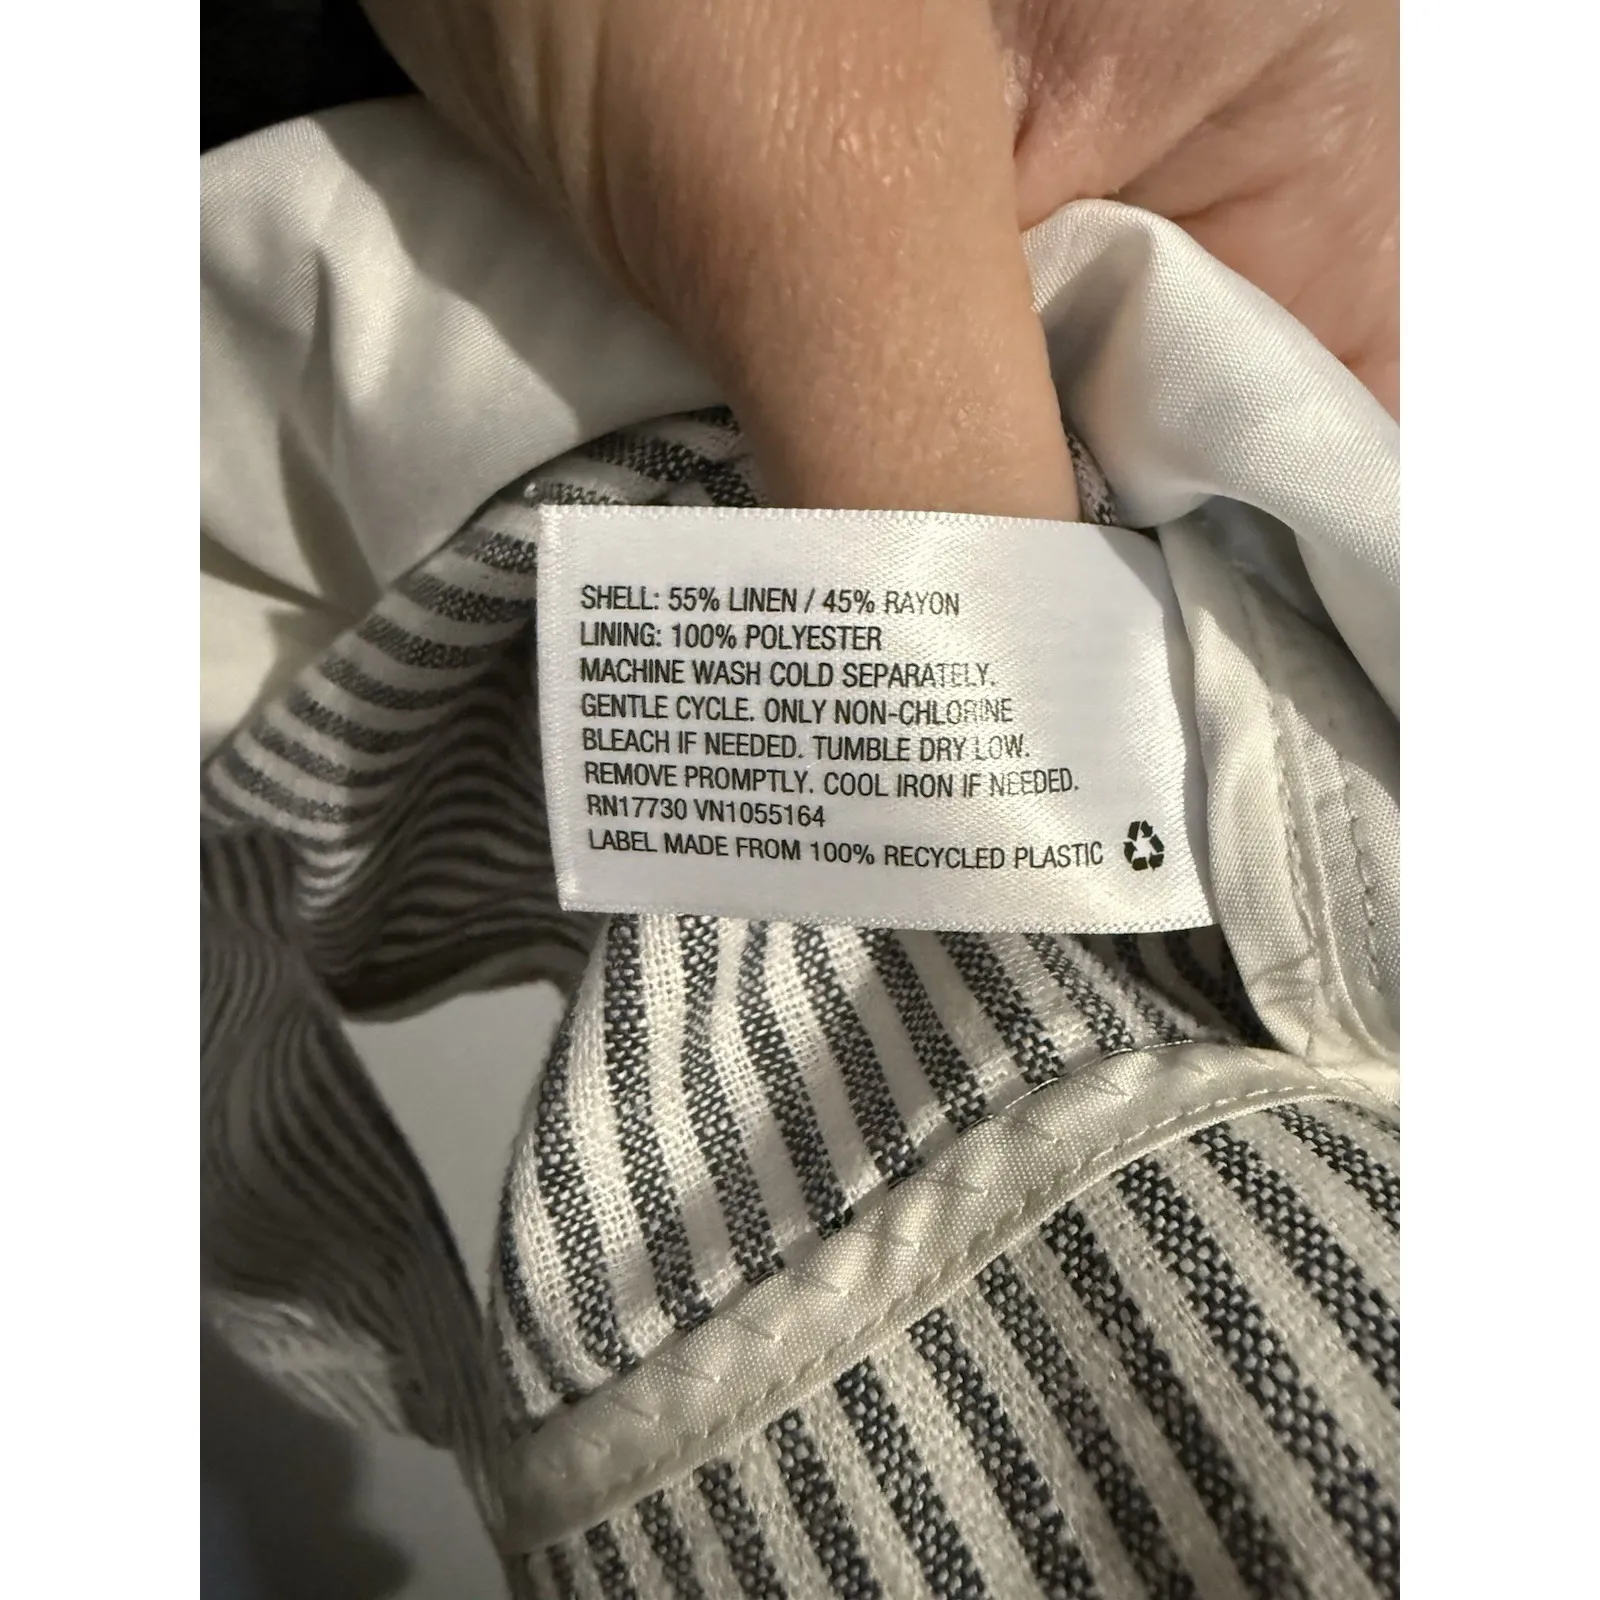 SHELL: 55% LINEN / 45% RAYON
LINING: 100% POLYESTER
MACHINE WASH COLD SEPARATELY.
GENTLE CYCLE. ONLY NON-CHLORINE
BLEACH IF NEEDED. TUMBLE DRY LOW.
REMOVE PROMPTLY. COOL IRON IF NEEDED.
RN17730 VN1055164
LABEL MADE FROM 100% RECYCLED PLASTIC